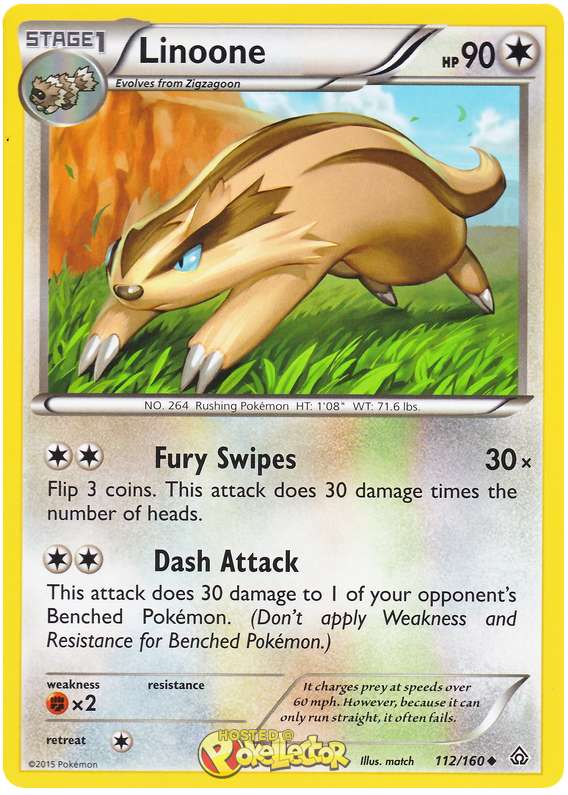 STAGE1
Linoone
HP 90
Evolves from Zigzagoon
NO. 264 Rushing Pokémon HT: 1'08" WT: 71.6 lbs.
Fury Swipes 30×
Flip 3 coins. This attack does 30 damage times the
number of heads.
Dash Attack
This attack does 30 damage to 1 of your opponent's
Benched Pokémon. (Don't apply Weakness and
Resistance for Benched Pokémon.)
weakness resistance
×2
It charges prey at speeds over
60 mph. However, because it can
only run straight, it often fails.
retreat
HOSTED @
Pokellector
©2015 Pokémon
Illus. match 112/160